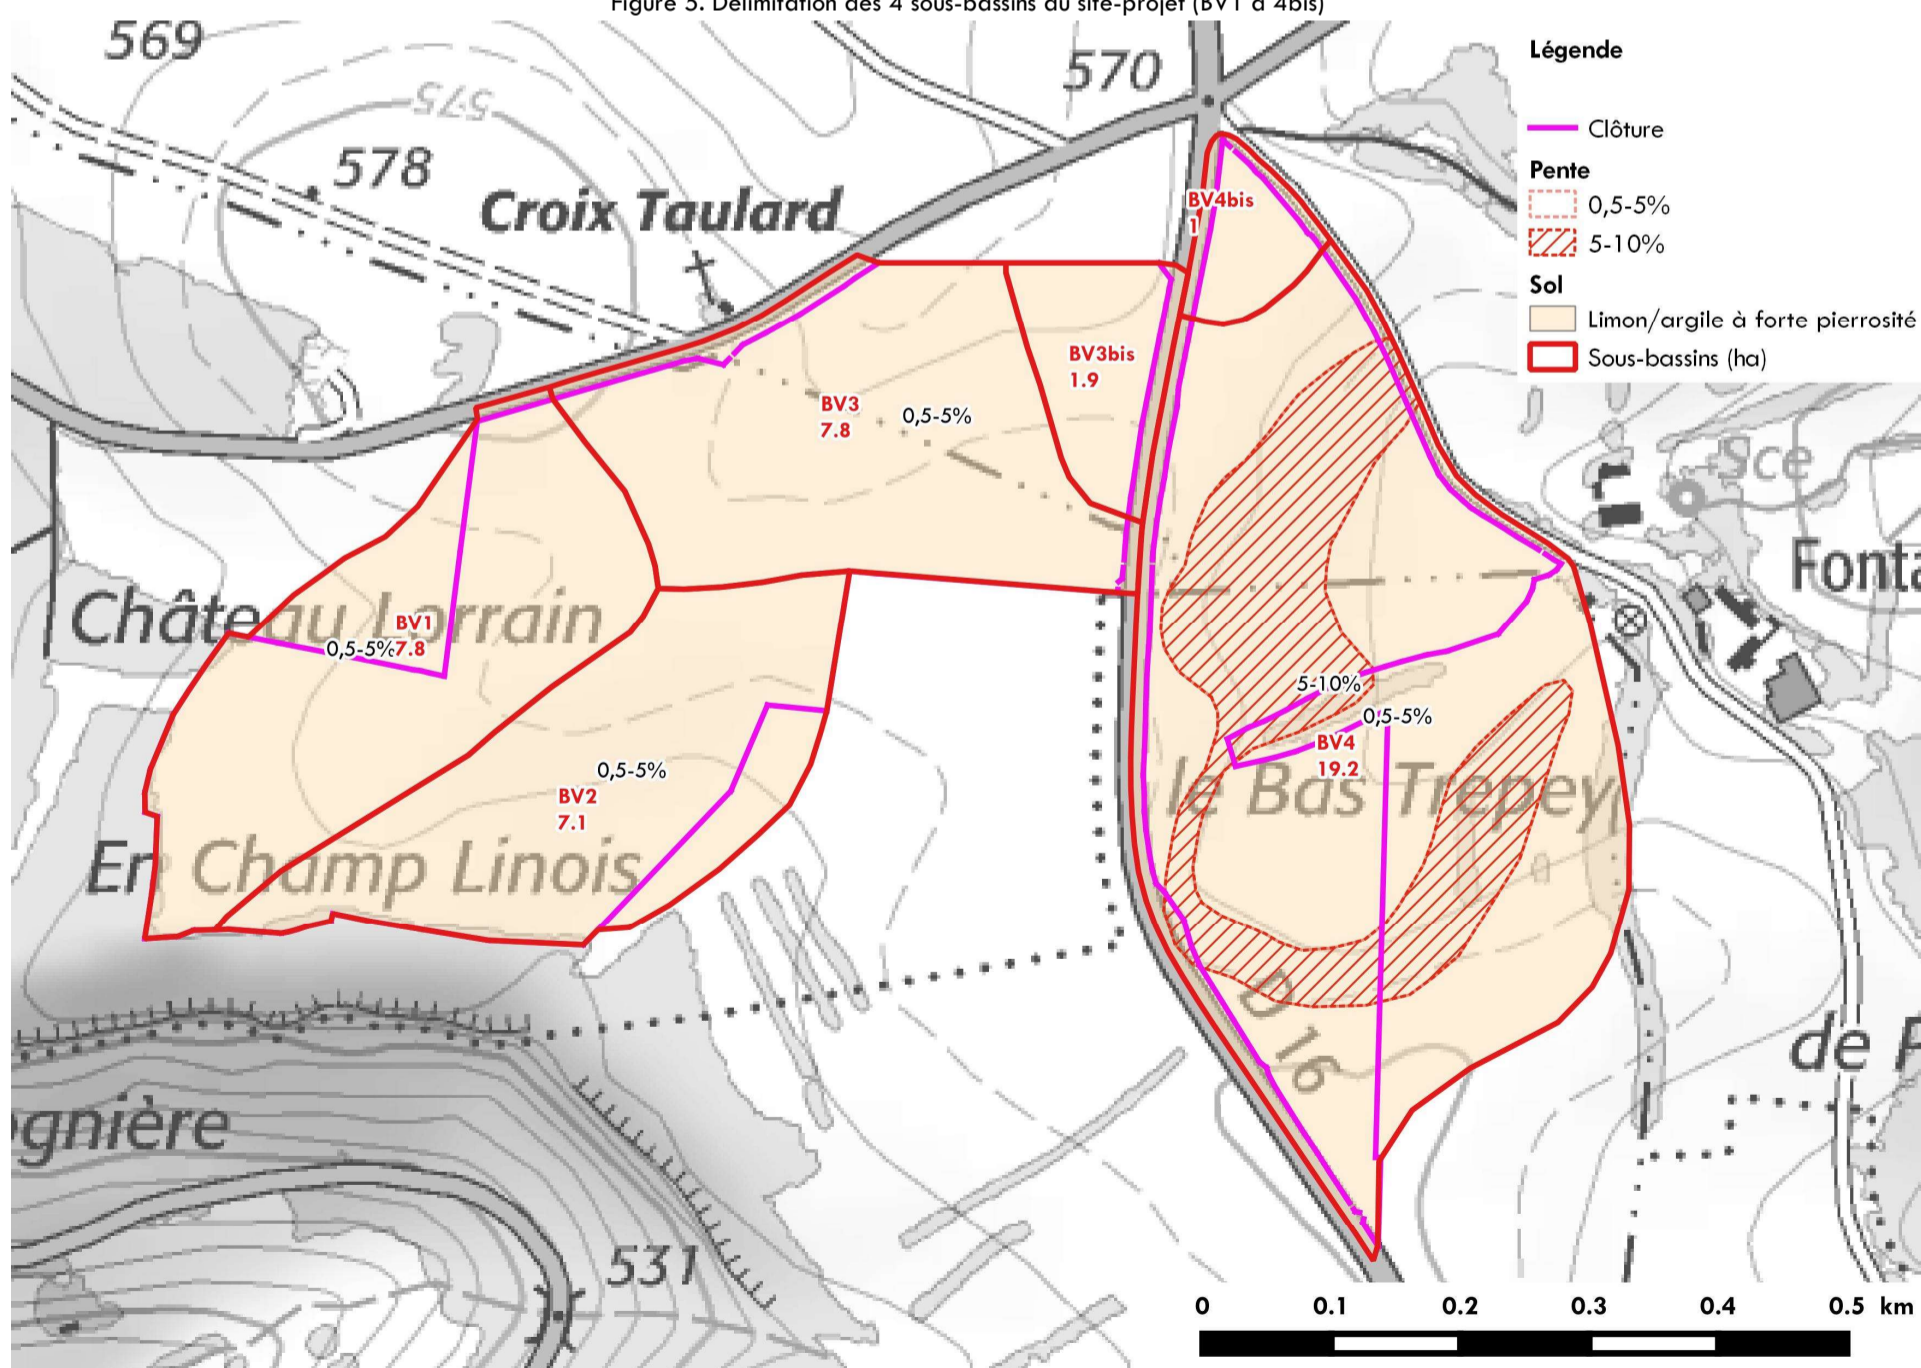 Figure 5. Délimitation des 4 sous-bassins du site-projet (BV1 à 4bis)
569
570
575
578
Croix Taulard
Légende
Clôture
Pente
0,5-5%
5-10%
Sol
Limon/argile à forte pierrosité
Sous-bassins (ha)
BV4bis
1
BV3bis
1.9
BV3
7.8
0,5-5%
Sce
Fonta
Château Lorrain
BV1
7.8
0,5-5%
5-10%
0,5-5%
BV4
19.2
le Bas Trepey
0,5-5%
BV2
7.1
En Champ Linois
D 16
de F
ognière
531
0 0.1 0.2 0.3 0.4 0.5 km